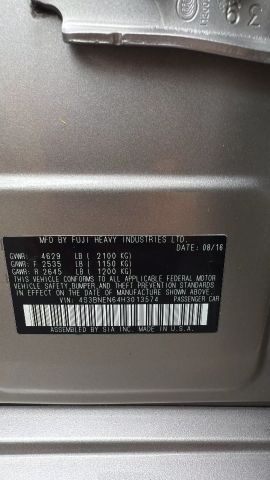 MFD BY FUJI HEAVY INDUSTRIES LTD.
DATE 08/16
GVWR: 4629 LB ( 2100 KG)
GAWR: F 2535 LB ( 1150 KG)
GAWR: R 2645 LB ( 1200 KG)
THIS VEHICLE CONFORMS TO ALL APPLICABLE FEDERAL MOTOR
VEHICLE SAFETY,BUMPER, AND THEFT PREVENTION STANDARDS
IN EFFECT ON THE DATE OF MANUFACTURE SHOWN ABOVE.
VIN: 4S3BNEN64H3013574 PASSENGER CAR
ASSEMBLED BY SIA INC. MADE IN U.S.A.